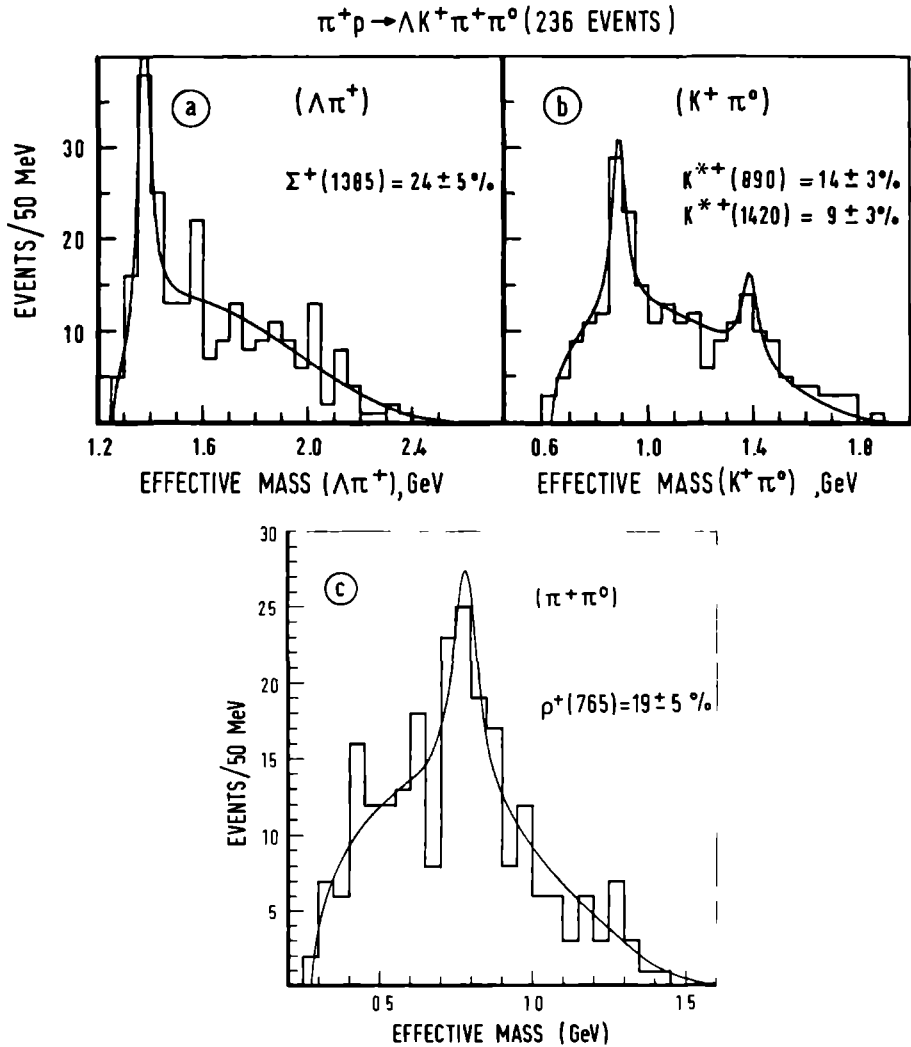 π⁺p → ΛK⁺π⁺π⁰ (236 EVENTS)
a
(Λπ⁺)
Σ⁺(1385) = 24 ± 5%
EVENTS/50 MeV
30
20
10
1.2
1.6
2.0
2.4
EFFECTIVE MASS (Λπ⁺),GeV
b
(K⁺ π⁰)
K*⁺(890) = 14 ± 3%
K*⁺(1420) = 9 ± 3%
0.6
1.0
1.4
1.8
EFFECTIVE MASS(K⁺π⁰) ,GeV
c
(π+π⁰)
ρ⁺(765)=19±5 %
EVENTS/50 MeV
30
25
20
15
10
5
0 5
1 0
1 5
EFFECTIVE MASS (GeV)